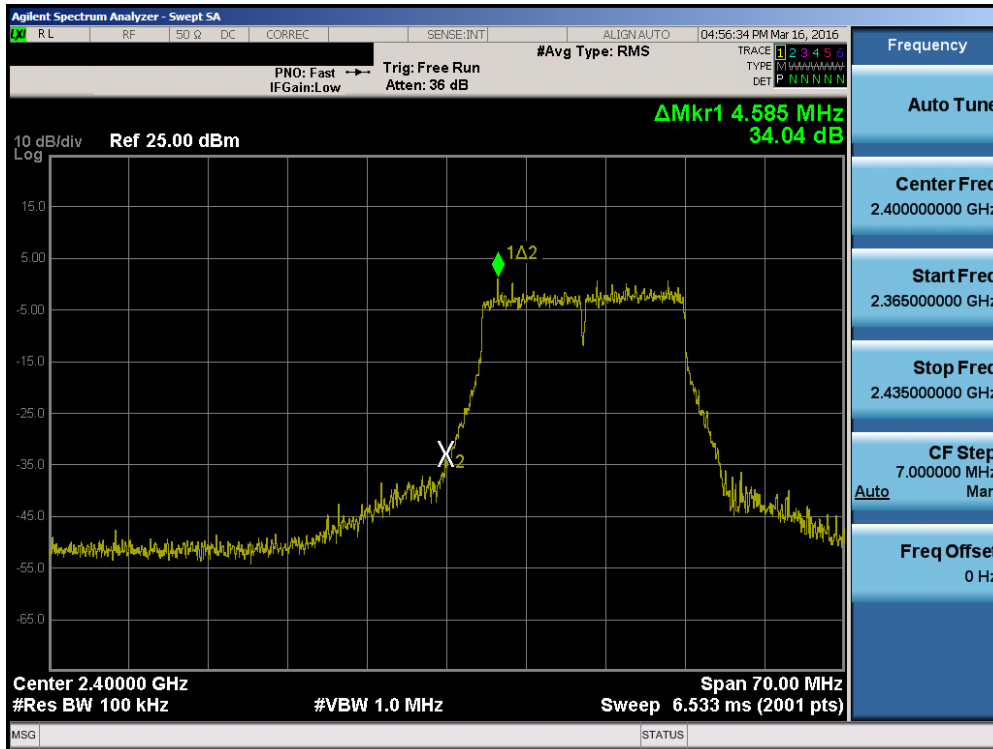 Agilent Spectrum Analyzer - Swept SA
LXI RL RF 50 Ω DC CORREC SENSE:INT ALIGN AUTO 04:56:34 PM Mar 16, 2016
#Avg Type: RMS
TRACE 1 2 3 4 5 6
TYPE M WWWWW
DET P N N N N N
PNO: Fast
IFGain:Low
Trig: Free Run
Atten: 36 dB
Frequency
ΔMkr1 4.585 MHz
34.04 dB
10 dB/div
Log
Ref 25.00 dBm
15.0
5.00
-5.00
-15.0
-25.0
-35.0
-45.0
-55.0
-65.0
1Δ2
X2
Center 2.40000 GHz
Span 70.00 MHz
#Res BW 100 kHz
#VBW 1.0 MHz
Sweep 6.533 ms (2001 pts)
Auto Tune
Center Freq
2.400000000 GHz
Start Freq
2.365000000 GHz
Stop Freq
2.435000000 GHz
CF Step
7.000000 MHz
Auto Man
Freq Offset
0 Hz
MSG
STATUS